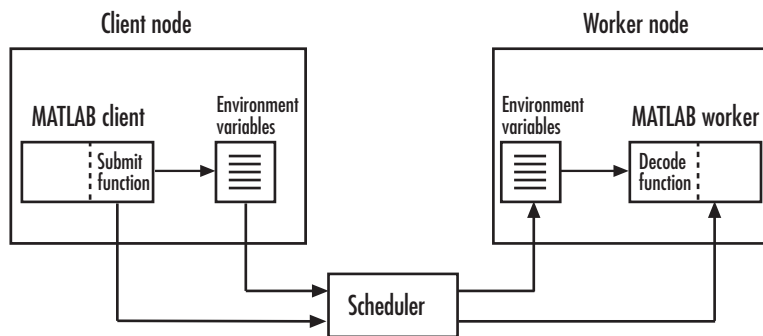 Client node
Worker node
MATLAB client
Environment
variables
Submit
function
Environment
variables
MATLAB worker
Decode
function
Scheduler